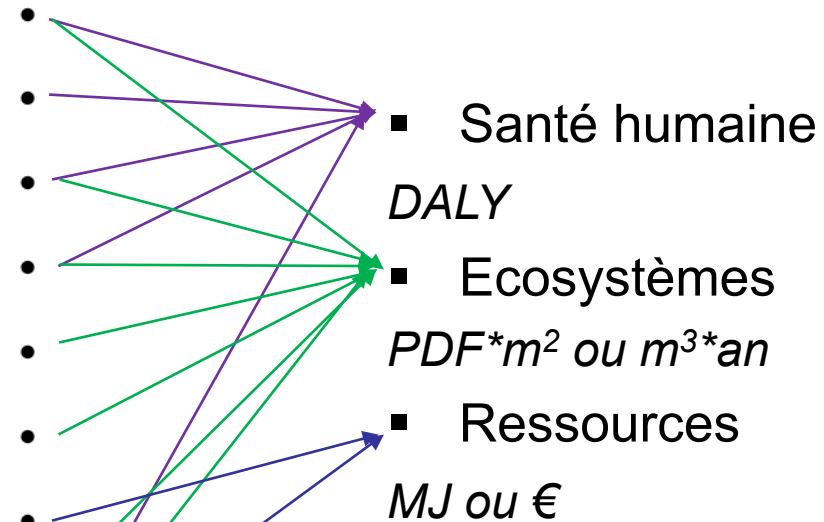 ▪ Santé humaine
DALY
▪ Ecosystèmes
PDF*m² ou m³*an
▪ Ressources
MJ ou €